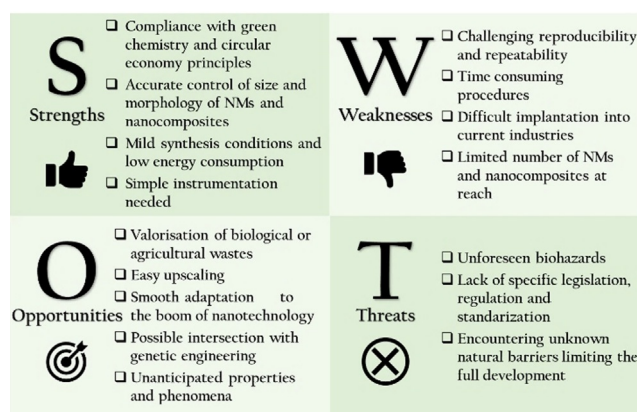 S
Strengths
❑ Compliance with green
chemistry and circular
economy principles
❑ Accurate control of size and
morphology of NMs and
nanocomposites
❑ Mild synthesis conditions and
low energy consumption
❑ Simple instrumentation
needed
W
Weaknesses
❑ Challenging reproducibility
and repeatability
❑ Time consuming
procedures
❑ Difficult implantation into
current industries
❑ Limited number of NMs
and nanocomposites at
reach
O
Opportunities
❑ Valorisation of biological or
agricultural wastes
❑ Easy upscaling
❑ Smooth adaptation to
the boom of nanotechnology
❑ Possible intersection with
genetic engineering
❑ Unanticipated properties
and phenomena
T
Threats
❑ Unforeseen biohazards
❑ Lack of specific legislation,
regulation and
standarization
❑ Encountering unknown
natural barriers limiting the
full development